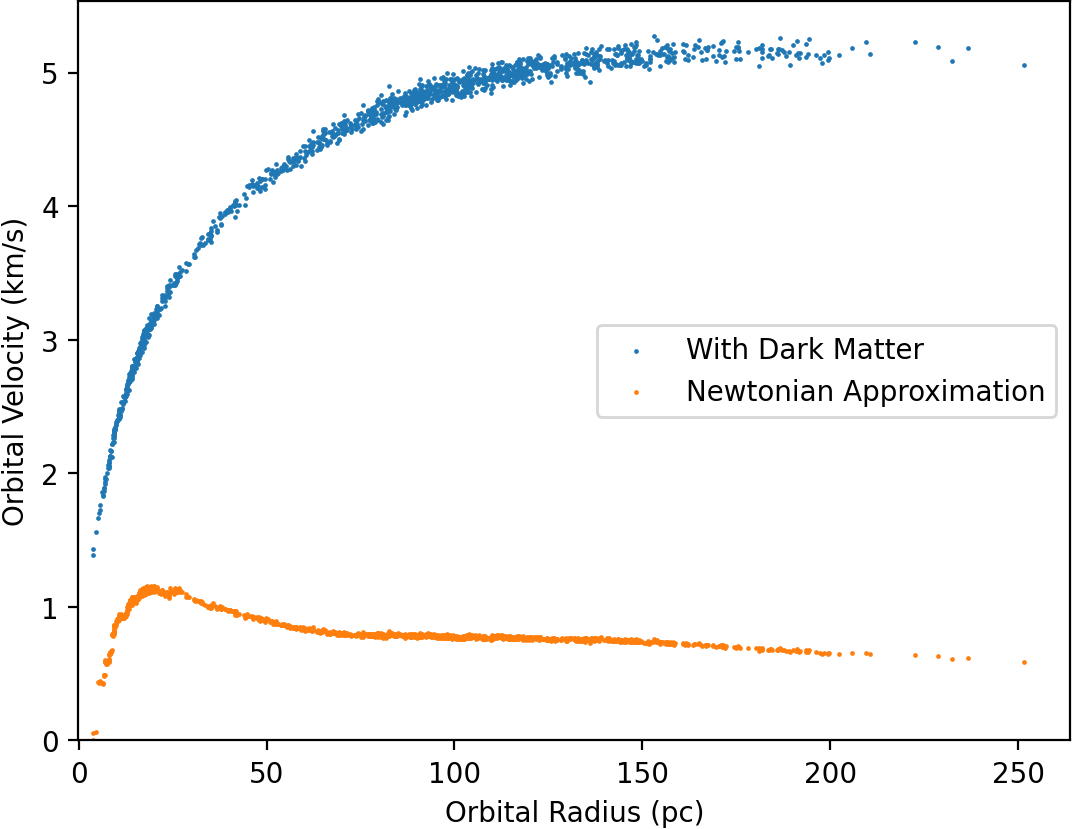 Orbital Velocity (km/s)
5
4
3
2
1
0
With Dark Matter
Newtonian Approximation
0 50 100 150 200 250
Orbital Radius (pc)